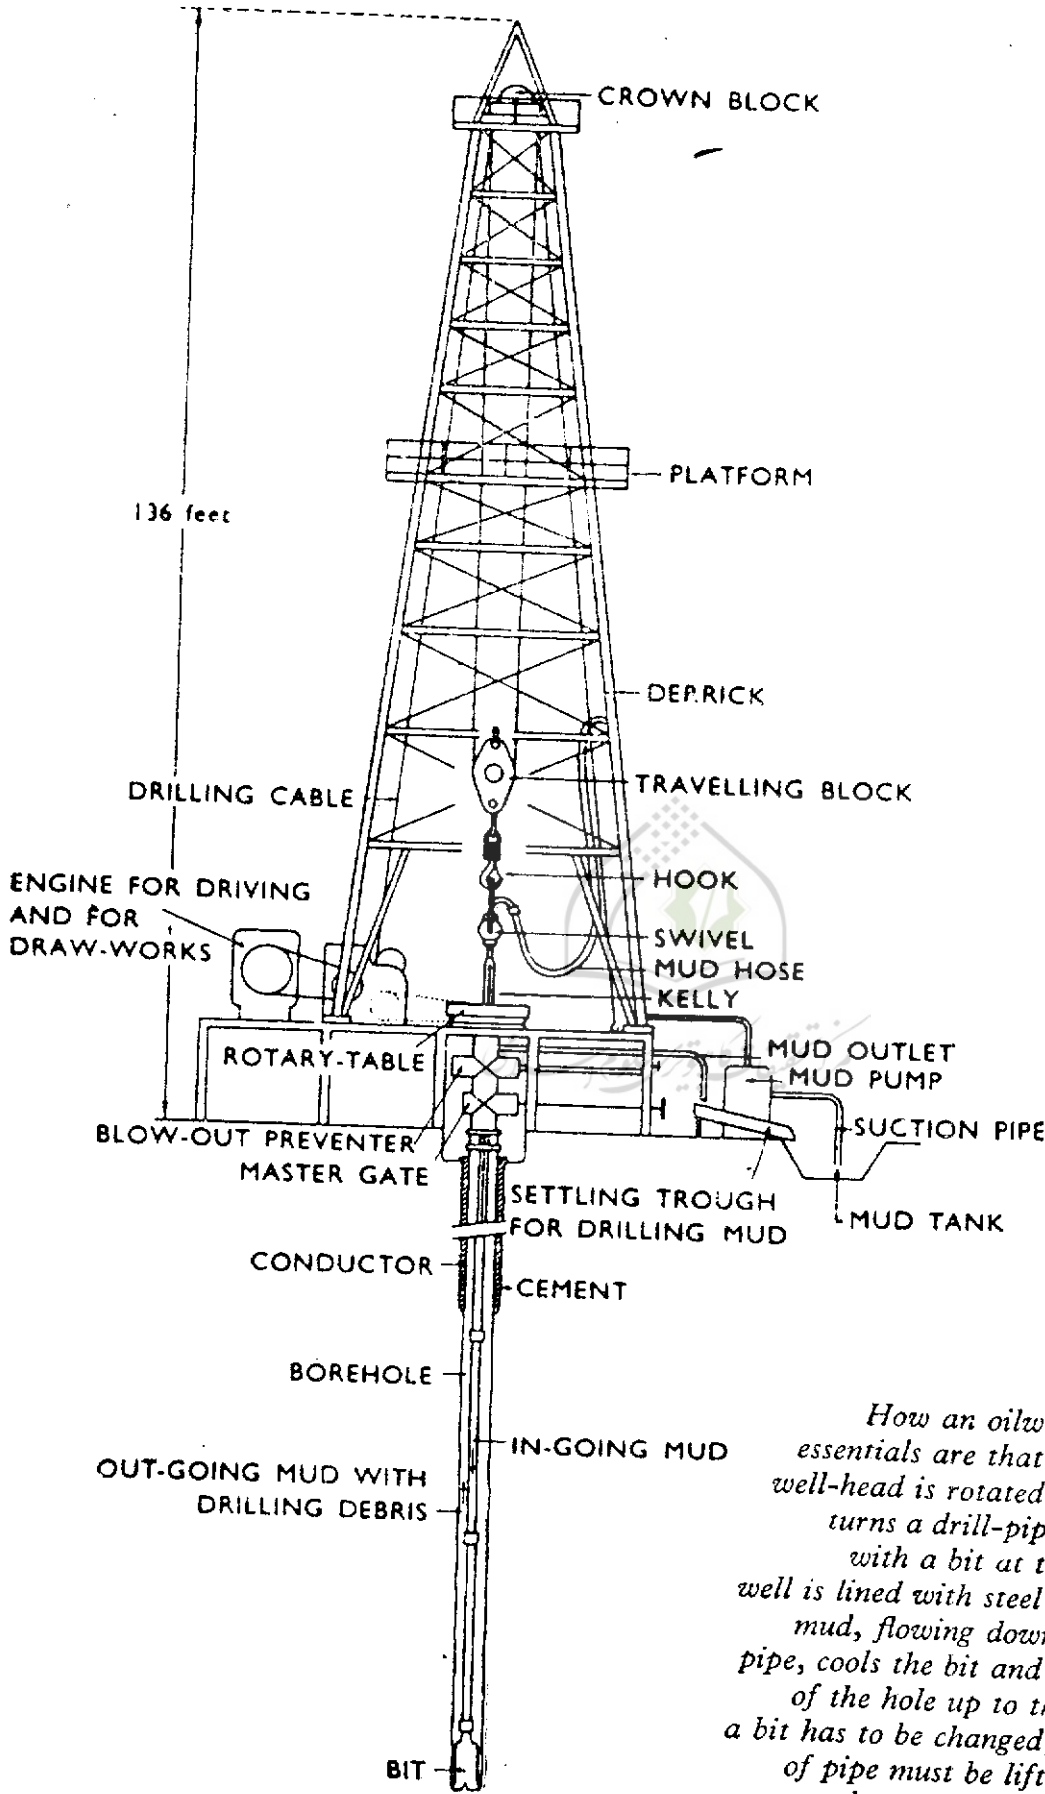 CROWN BLOCK
PLATFORM
136 feet
DERRICK
DRILLING CABLE
TRAVELLING BLOCK
ENGINE FOR DRIVING
AND FOR
DRAW-WORKS
HOOK
SWIVEL
MUD HOSE
KELLY
ROTARY-TABLE
MUD OUTLET
MUD PUMP
BLOW-OUT PREVENTER
MASTER GATE
SUCTION PIPE
SETTLING TROUGH
FOR DRILLING MUD
MUD TANK
CONDUCTOR
CEMENT
BOREHOLE
IN-GOING MUD
OUT-GOING MUD WITH
DRILLING DEBRIS
BIT
How an oilw
essentials are that
well-head is rotated
turns a drill-pip
with a bit at t
well is lined with steel
mud, flowing down
pipe, cools the bit and
of the hole up to th
a bit has to be changed,
of pipe must be lift